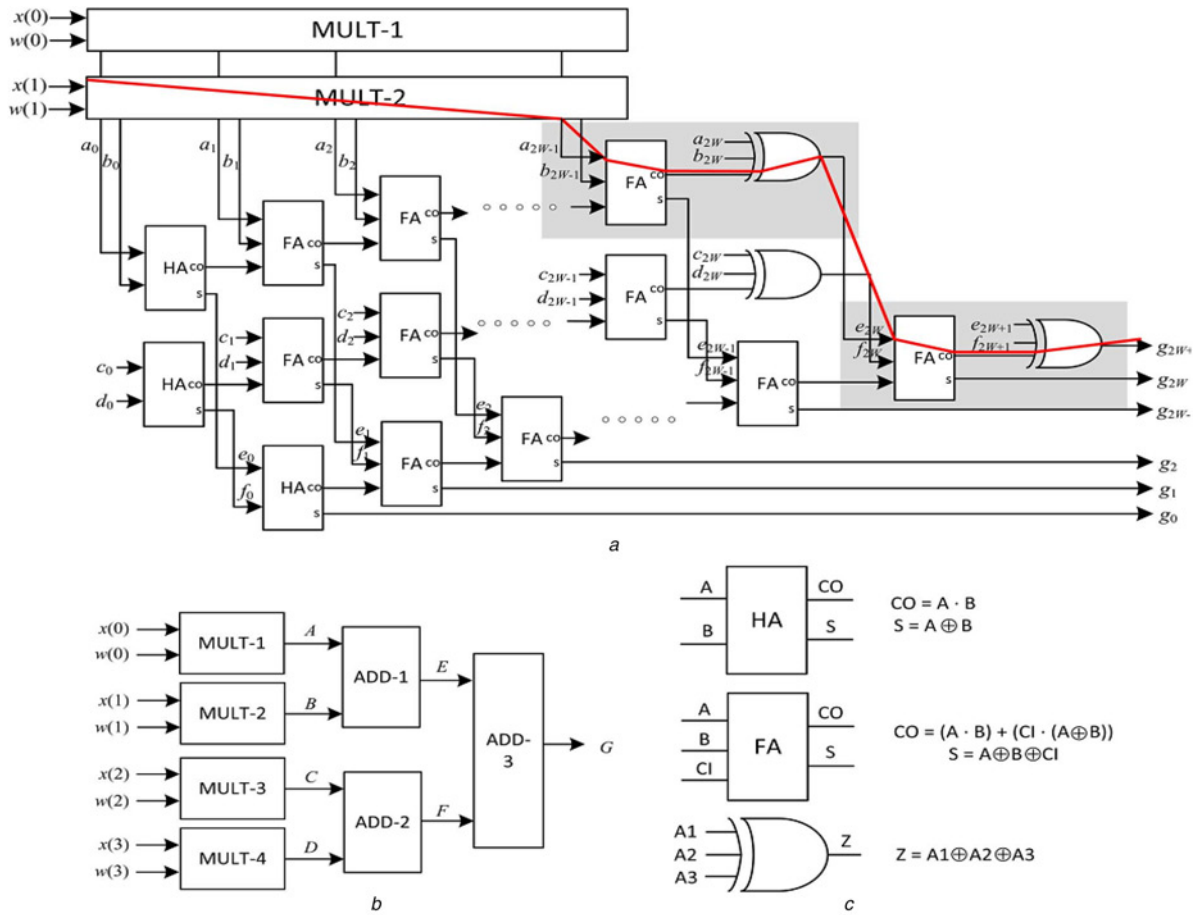 x(0)
w(0)
MULT-1
x(1)
w(1)
MULT-2
a0
b0
a1
b1
a2
b2
a2W-1
b2W-1
a2W
b2W
FA
CO
S
FA
CO
S
FA
CO
S
HA
CO
S
c2W
d2W
c2W-1
d2W-1
FA
CO
S
c2
d2
FA
CO
S
c1
d1
FA
CO
S
c0
d0
HA
CO
S
e2W
f2W
FA
CO
S
e2W+1
f2W+1
g2W+
g2W
g2W-
e2W-1
f2W-1
FA
CO
S
e2
f2
FA
CO
S
e1
f1
FA
CO
S
e0
f0
HA
CO
S
g2
g1
g0
a
x(0)
w(0)
MULT-1
A
x(1)
w(1)
MULT-2
B
ADD-1
E
x(2)
w(2)
MULT-3
C
x(3)
w(3)
MULT-4
D
ADD-2
F
ADD-
3
G
b
A
B
HA
CO
S
CO = A · B
S = A ⊕ B
A
B
CI
FA
CO
S
CO = (A · B) + (CI · (A⊕B))
S = A⊕B⊕CI
A1
A2
A3
Z
Z = A1⊕A2⊕A3
c